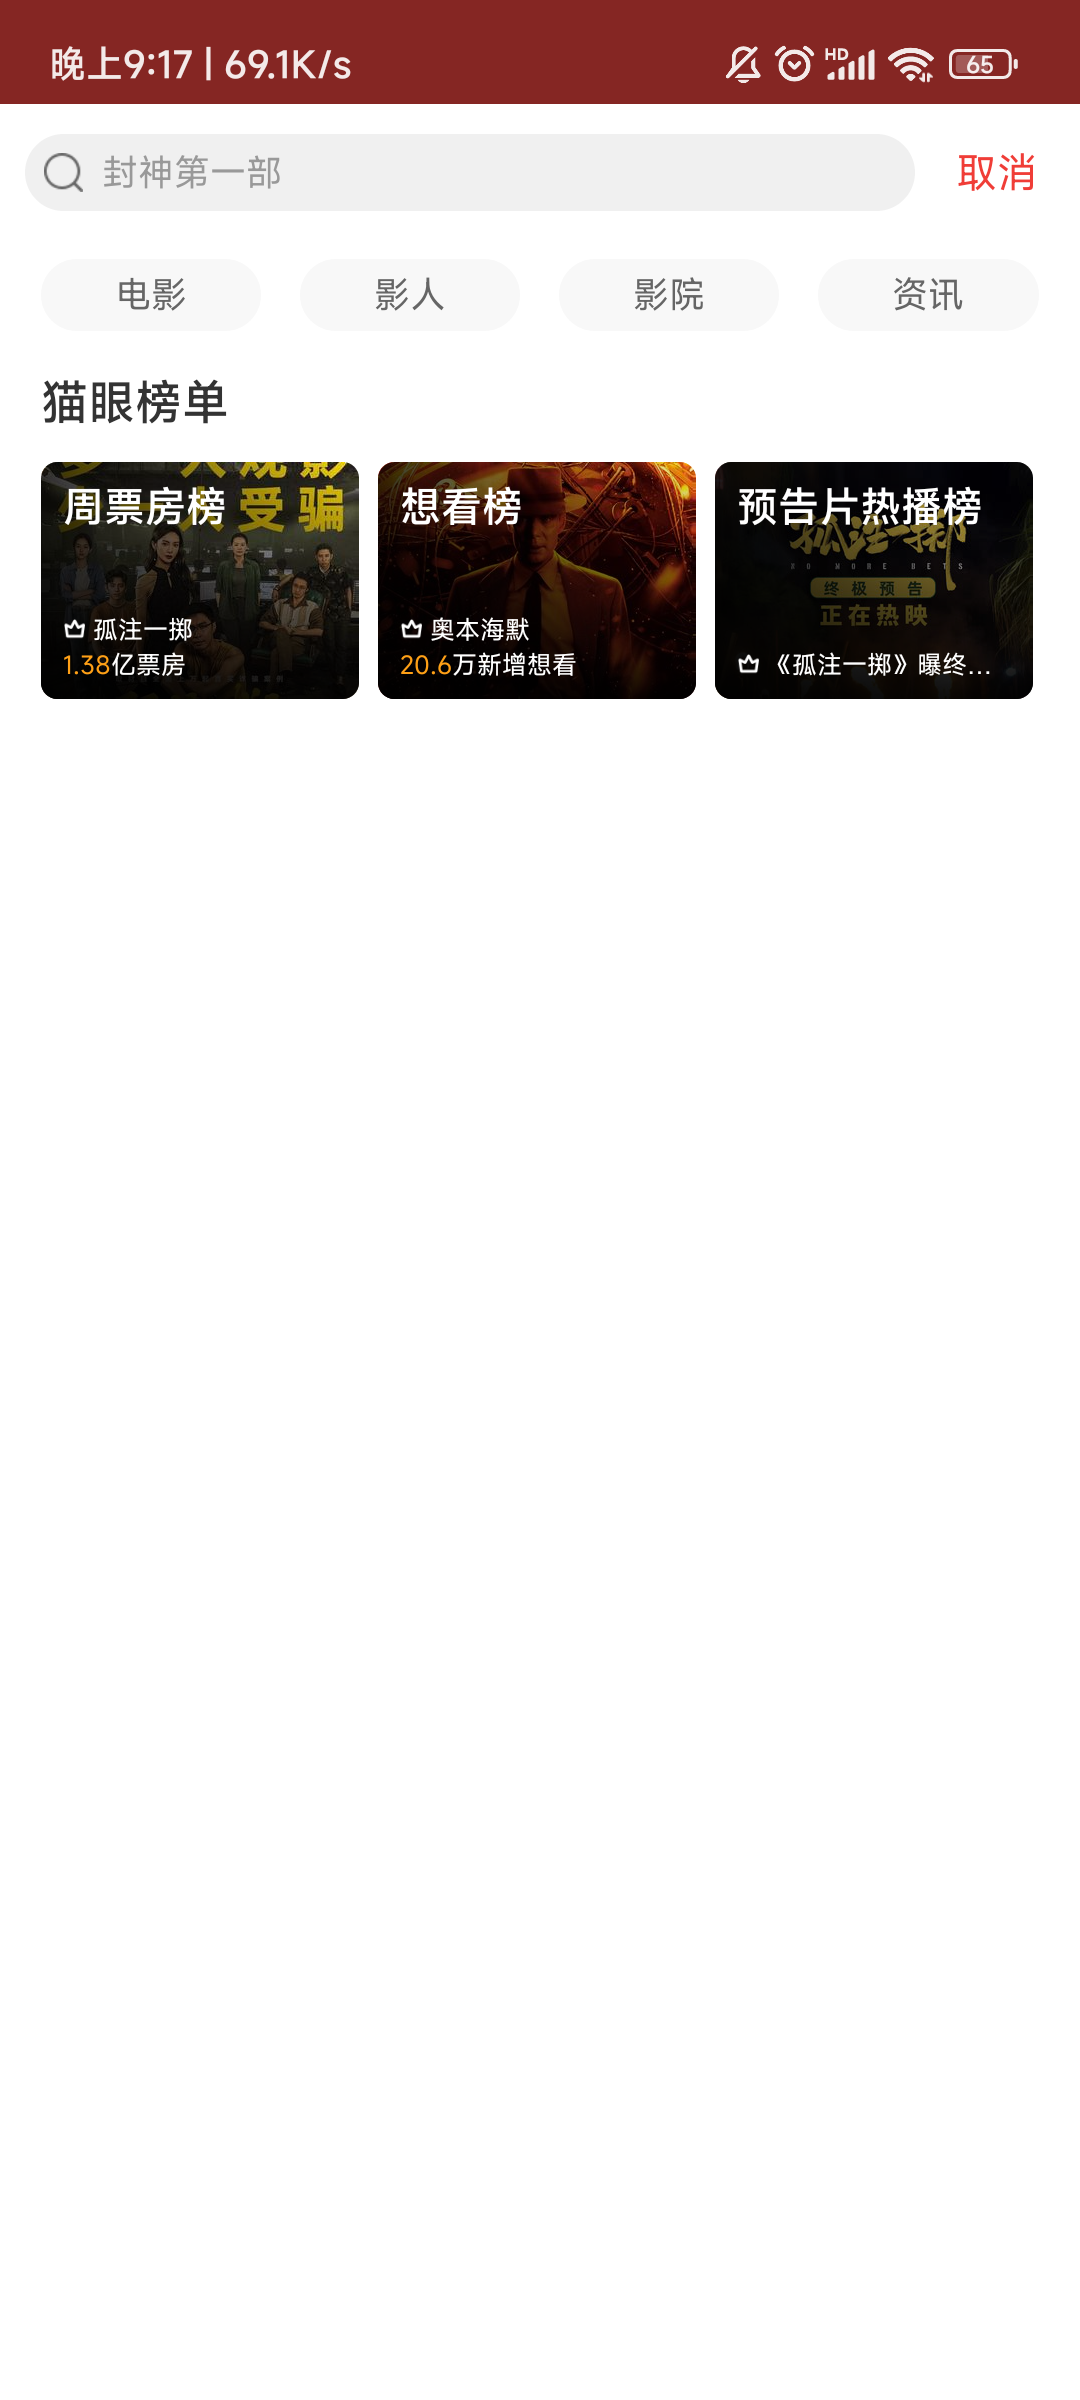 晚上9:17 | 69.1K/s
HD
65
封神第一部
取消
电影
影人
影院
资讯
猫眼榜单
周票房榜
受骗
孤注一掷
1.38亿票房
想看榜
奥本海默
20.6万新增想看
预告片热播榜
孤注一掷
NO MORE BETS
终极预告
正在热映
《孤注一掷》曝终...